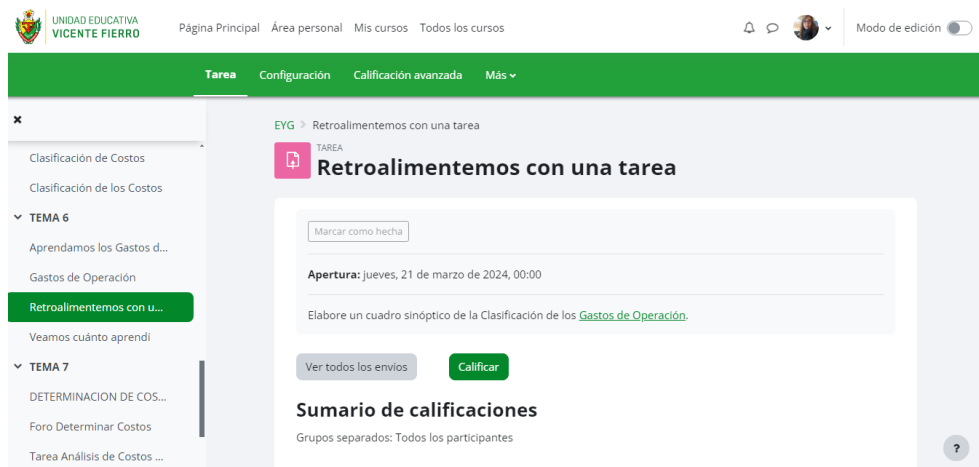 UNIDAD EDUCATIVA
VICENTE FIERRO
Página Principal Área personal Mis cursos Todos los cursos
Modo de edición
Tarea Configuración Calificación avanzada Más
Clasificación de Costos
Clasificación de los Costos
TEMA 6
Aprendamos los Gastos d...
Gastos de Operación
Retroalimentemos con u...
Veamos cuánto aprendí
TEMA 7
DETERMINACION DE COS...
Foro Determinar Costos
Tarea Análisis de Costos ...
EYG > Retroalimentemos con una tarea
TAREA
Retroalimentemos con una tarea
Marcar como hecha
Apertura: jueves, 21 de marzo de 2024, 00:00
Elabore un cuadro sinóptico de la Clasificación de los Gastos de Operación.
Ver todos los envíos Calificar
Sumario de calificaciones
Grupos separados: Todos los participantes
?